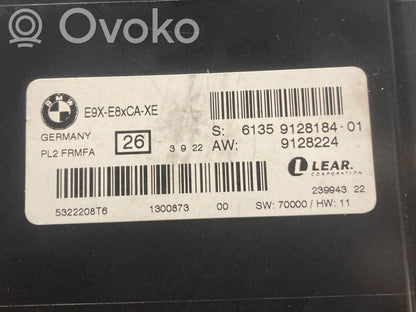 Ovoko
BMW
E9X-E8xCA-XE
GERMANY
PL2 FRMFA
26
3 9 22
S: 6135 9128184-01
AW: 9128224
LEAR.
CORPORATION
239943 22
5322208T6
1300873
00
SW: 70000 / HW: 11